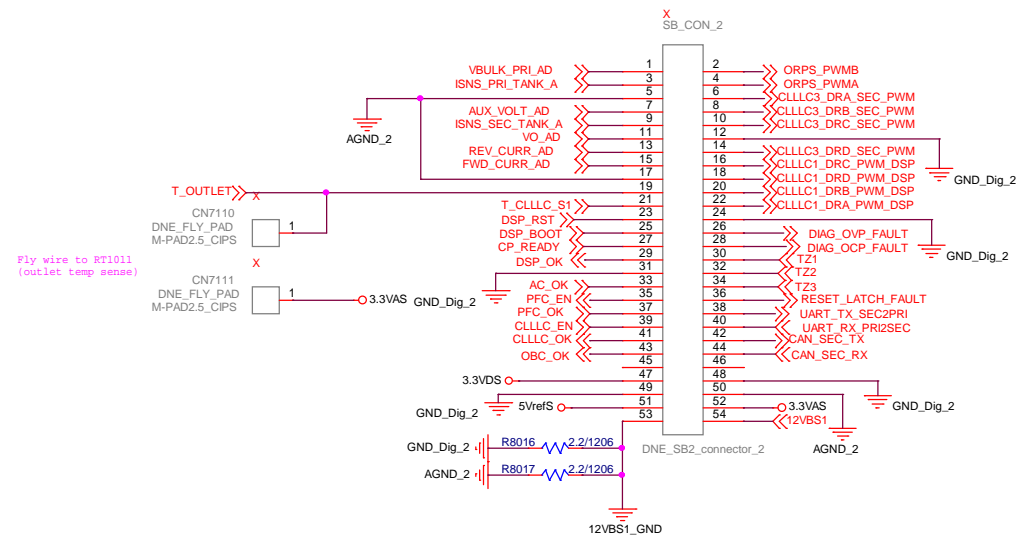 X
SB_CON_2
VBULK_PRI_AD 1 2 ORPS_PWMB
ISNS_PRI_TANK_A 3 4 ORPS_PWMA
5 6 CLLLC3_DRA_SEC_PWM
AUX_VOLT_AD 7 8 CLLLC3_DRB_SEC_PWM
ISNS_SEC_TANK_A 9 10 CLLLC3_DRC_SEC_PWM
AGND_2
VO_AD 11 12
REV_CURR_AD 13 14 CLLLC3_DRD_SEC_PWM
FWD_CURR_AD 15 16 CLLLC1_DRC_PWM_DSP
17 18 CLLLC1_DRD_PWM_DSP
GND_Dig_2
T_OUTLET 19 20 CLLLC1_DRB_PWM_DSP
X
T_CLLLC_S1 21 22 CLLLC1_DRA_PWM_DSP
CN7110
DNE_FLY_PAD
M-PAD2.5_CIPS
1
DSP_RST 23 24
DSP_BOOT 25 26 DIAG_OVP_FAULT
CP_READY 27 28 DIAG_OCP_FAULT
GND_Dig_2
DSP_OK 29 30 TZ1
Fly wire to RT1011
(outlet temp sense)
X
31 32 TZ2
CN7111
DNE_FLY_PAD
M-PAD2.5_CIPS
1
3.3VAS
GND_Dig_2
AC_OK 33 34 TZ3
PFC_EN 35 36 RESET_LATCH_FAULT
PFC_OK 37 38 UART_TX_SEC2PRI
CLLLC_EN 39 40 UART_RX_PRI2SEC
CLLLC_OK 41 42 CAN_SEC_TX
OBC_OK 43 44 CAN_SEC_RX
45 46
3.3VDS 47 48
GND_Dig_2
49 50
GND_Dig_2
5VrefS 51 52 3.3VAS
53 54 12VBS1
AGND_2
DNE_SB2_connector_2
GND_Dig_2 R8016 2.2/1206
AGND_2 R8017 2.2/1206
12VBS1_GND